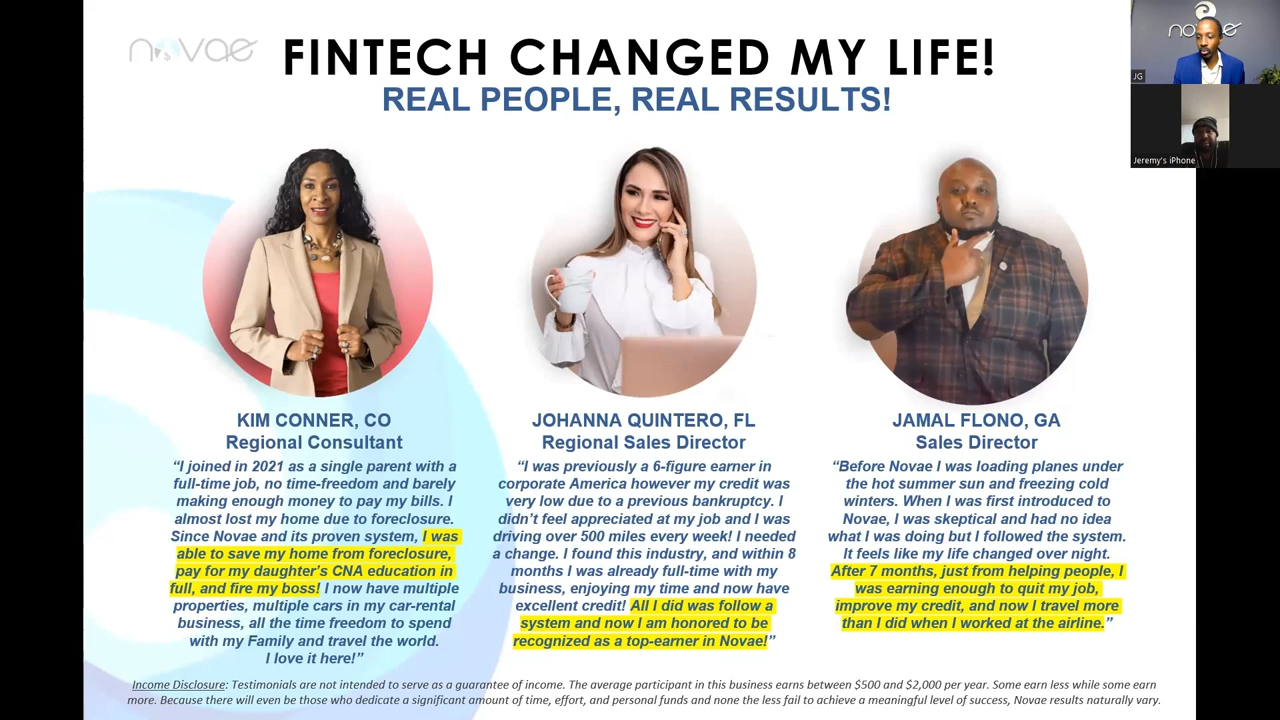 novae
FINTECH CHANGED MY LIFE!
REAL PEOPLE, REAL RESULTS!
novae
JG
Jeremy's iPhone
KIM CONNER, CO
Regional Consultant
“I joined in 2021 as a single parent with a
full-time job, no time-freedom and barely
making enough money to pay my bills. I
almost lost my home due to foreclosure.
Since Novae and its proven system, I was
able to save my home from foreclosure,
pay for my daughter's CNA education in
full, and fire my boss! I now have multiple
properties, multiple cars in my car-rental
business, all the time freedom to spend
with my Family and travel the world.
I love it here!”
JOHANNA QUINTERO, FL
Regional Sales Director
“I was previously a 6-figure earner in
corporate America however my credit was
very low due to a previous bankruptcy. I
didn’t feel appreciated at my job and I was
driving over 500 miles every week! I needed
a change. I found this industry, and within 8
months I was already full-time with my
business, enjoying my time and now have
excellent credit! All I did was follow a
system and now I am honored to be
recognized as a top-earner in Novae!”
JAMAL FLONO, GA
Sales Director
“Before Novae I was loading planes under
the hot summer sun and freezing cold
winters. When I was first introduced to
Novae, I was skeptical and had no idea
what I was doing but I followed the system.
It feels like my life changed over night.
After 7 months, just from helping people, I
was earning enough to quit my job,
improve my credit, and now I travel more
than I did when I worked at the airline.”
Income Disclosure: Testimonials are not intended to serve as a guarantee of income. The average participant in this business earns between $500 and $2,000 per year. Some earn less while some earn
more. Because there will even be those who dedicate a significant amount of time, effort, and personal funds and none the less fail to achieve a meaningful level of success, Novae results naturally vary.